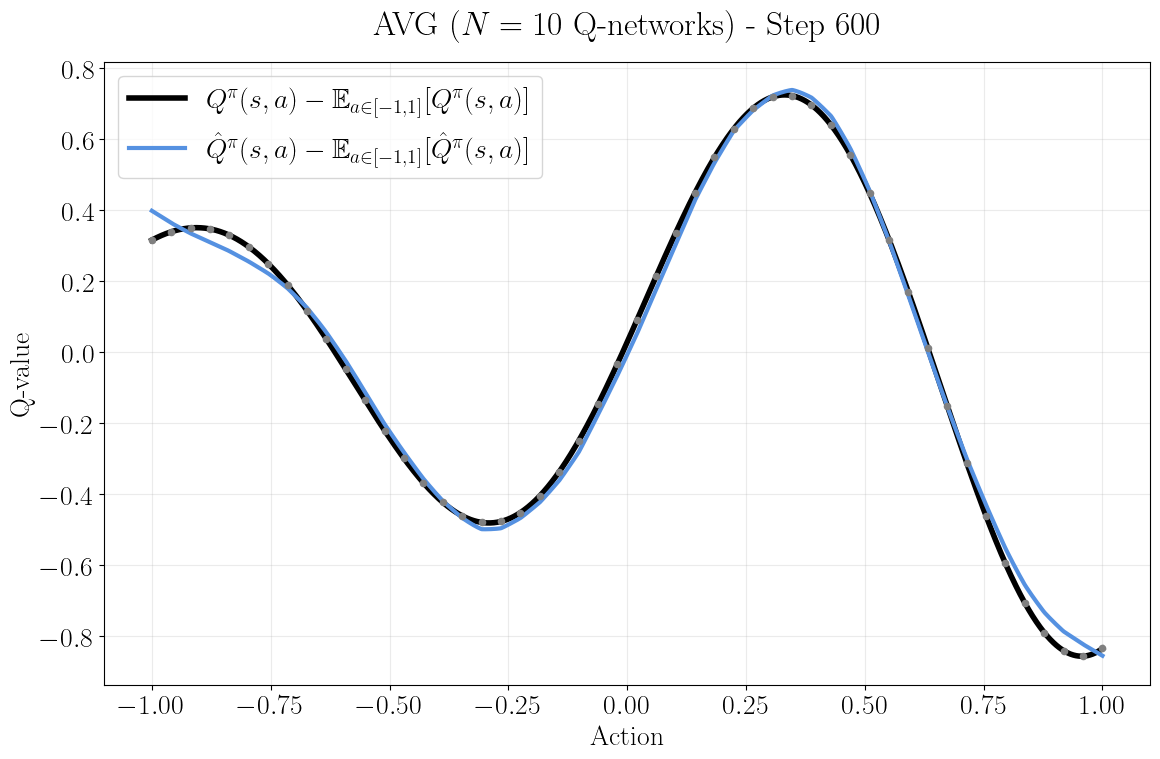 AVG (N = 10 Q-networks) - Step 600
Q^π(s, a) − 𝔼_{a∈[−1,1]}[Q^π(s, a)]
Q̂^π(s, a) − 𝔼_{a∈[−1,1]}[Q̂^π(s, a)]
0.8
0.6
0.4
0.2
0.0
−0.2
−0.4
−0.6
−0.8
Q-value
−1.00 −0.75 −0.50 −0.25 0.00 0.25 0.50 0.75 1.00
Action